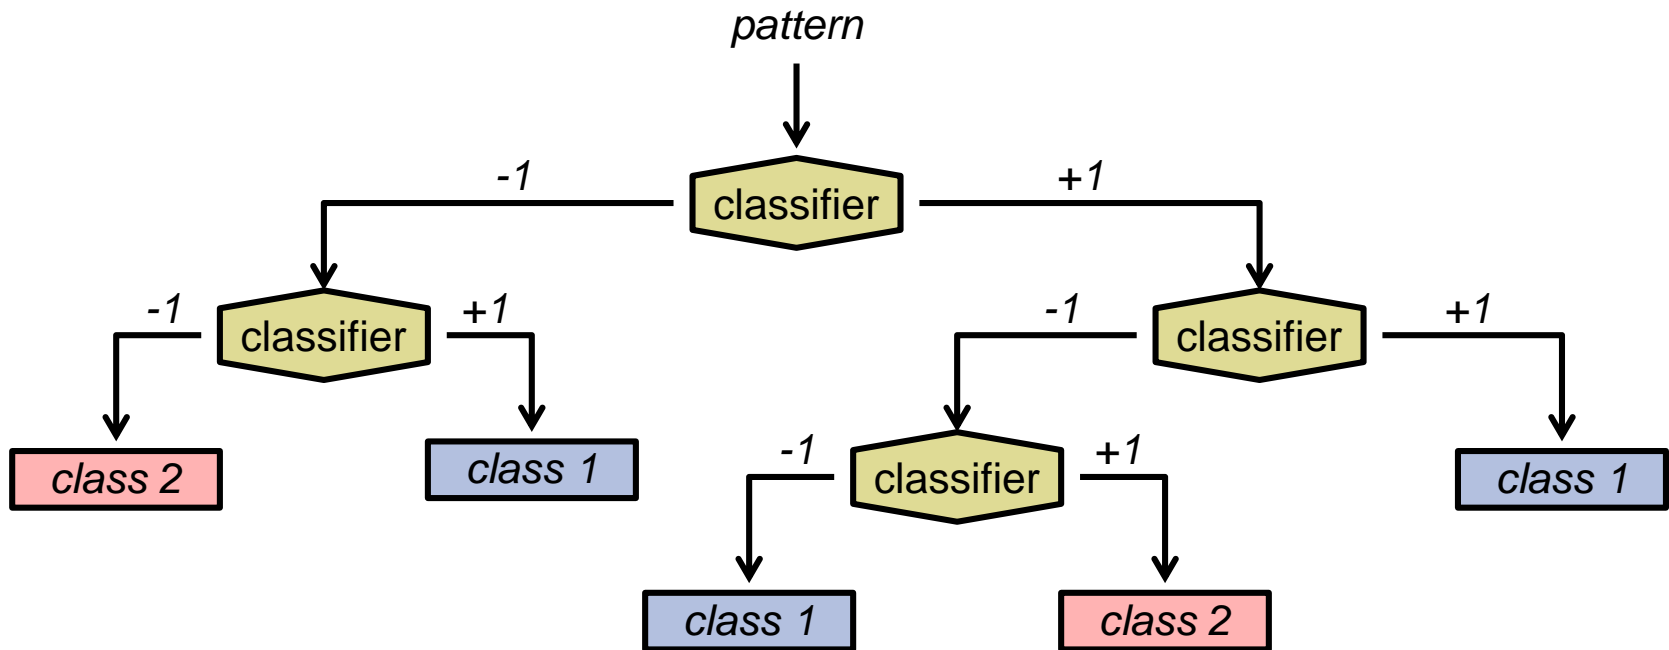 pattern
-1
+1
classifier
-1
+1
classifier
-1
+1
classifier
class 2
class 1
-1
+1
classifier
class 1
class 1
class 2